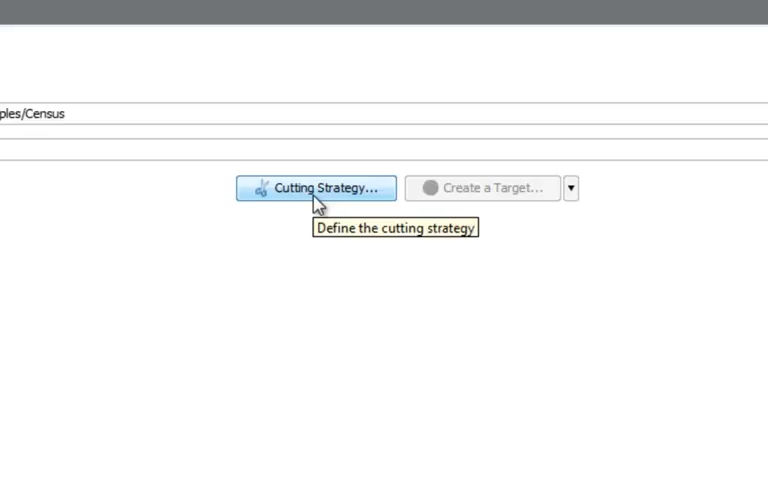 ples/Census
Cutting Strategy... Create a Target...
Define the cutting strategy